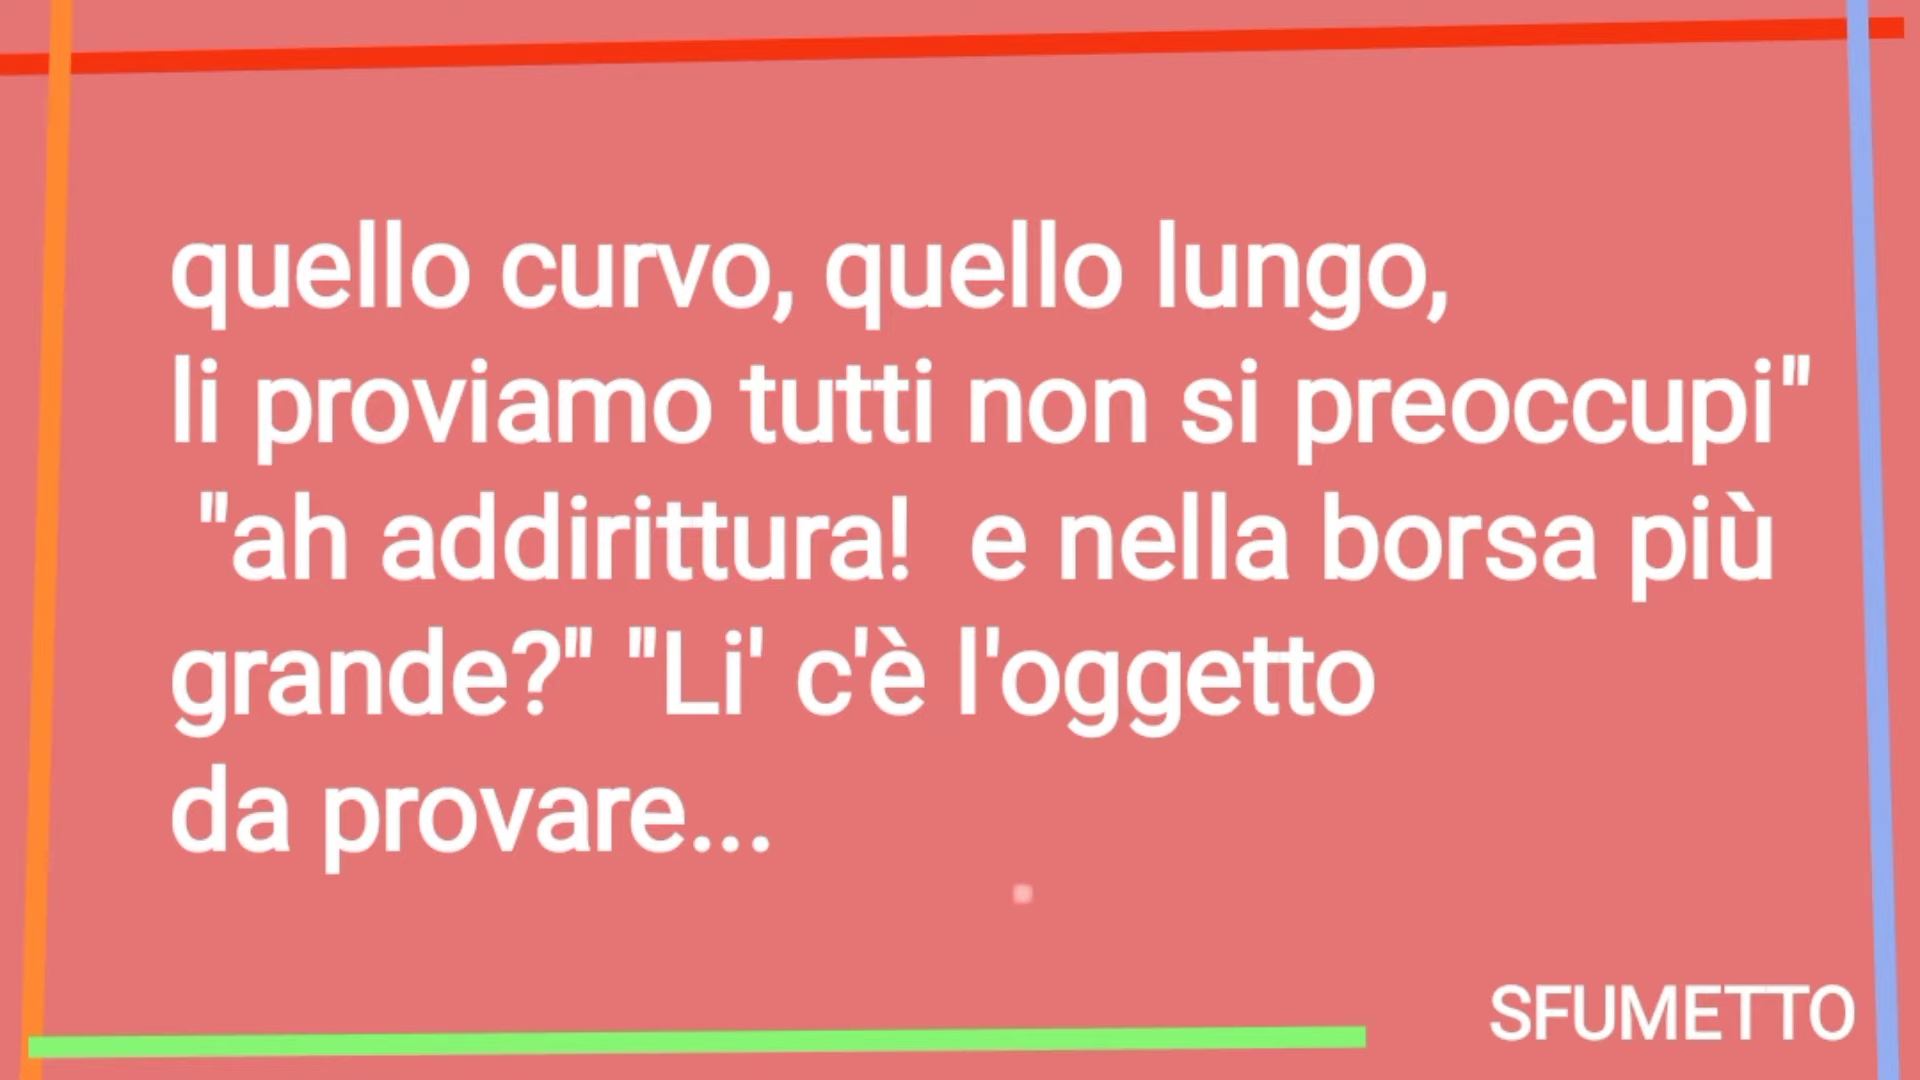 quello curvo, quello lungo,
li proviamo tutti non si preoccupi"
"ah addirittura!  e nella borsa più
grande?" "Li' c'è l'oggetto
da provare...
SFUMETTO